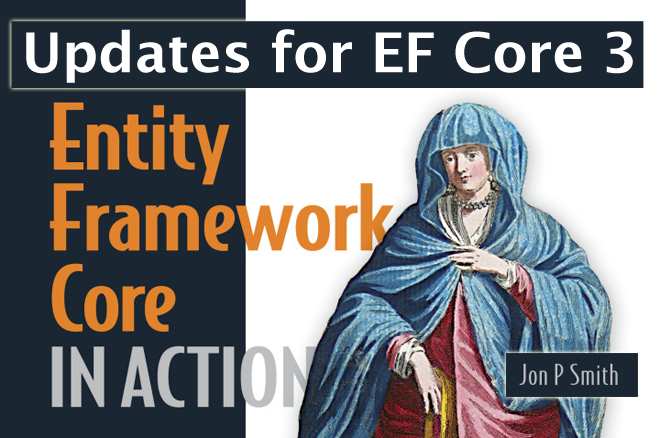 Updates for EF Core 3
Entity
Framework
Core
IN ACTION
Jon P Smith